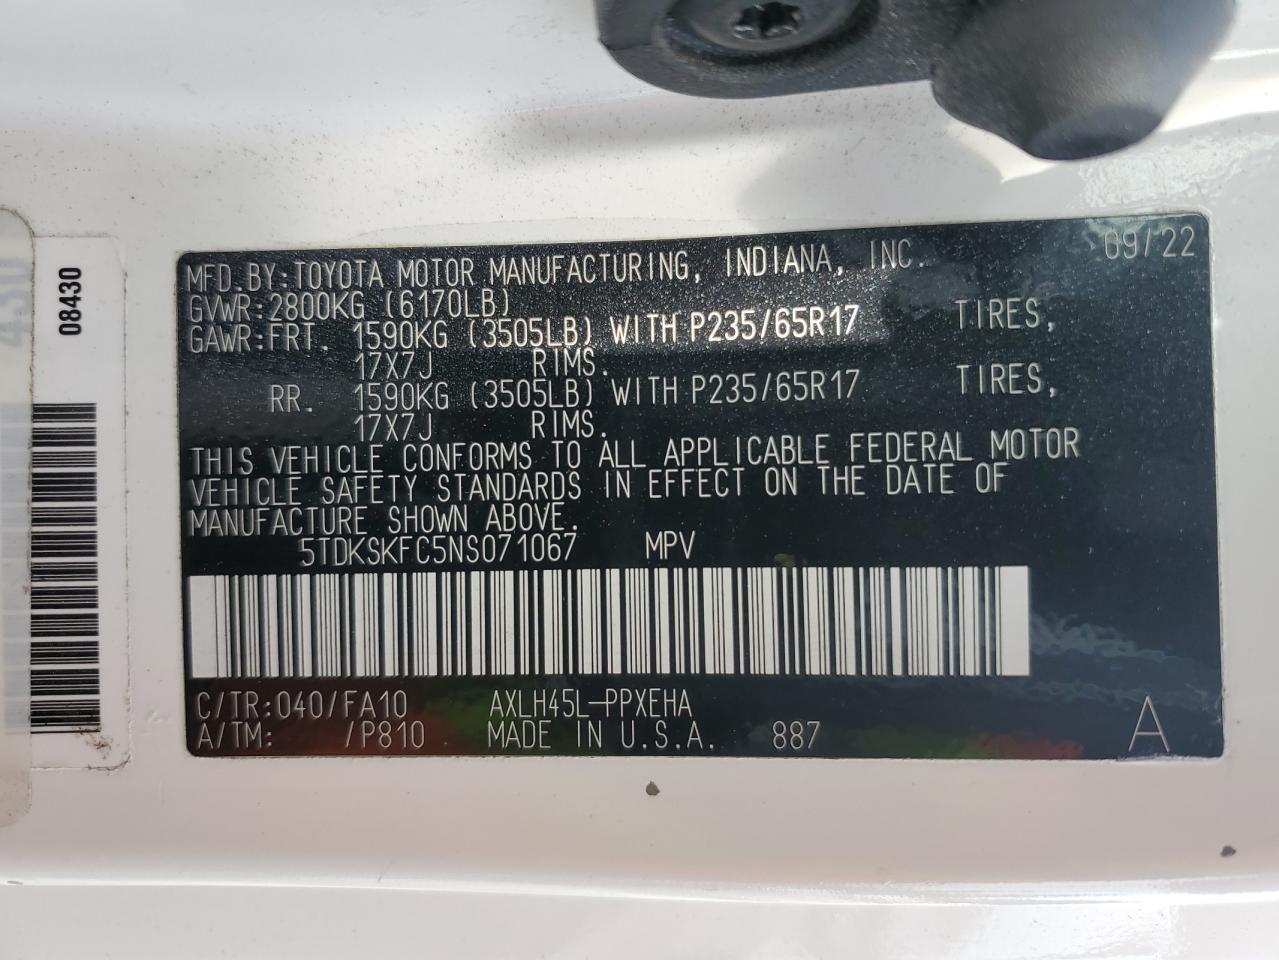 MFD.BY:TOYOTA MOTOR MANUFACTURING, INDIANA, INC. 09/22
GVWR:2800KG (6170LB)
GAWR:FRT. 1590KG (3505LB) WITH P235/65R17 TIRES,
17X7J RIMS.
RR. 1590KG (3505LB) WITH P235/65R17 TIRES,
17X7J RIMS.
THIS VEHICLE CONFORMS TO ALL APPLICABLE FEDERAL MOTOR
VEHICLE SAFETY STANDARDS IN EFFECT ON THE DATE OF
MANUFACTURE SHOWN ABOVE.
5TDKSKFC5NS071067 MPV
C/TR:040/FA10 AXLH45L-PPXEHA
A/TM: /P810 MADE IN U.S.A. 887 A
08430